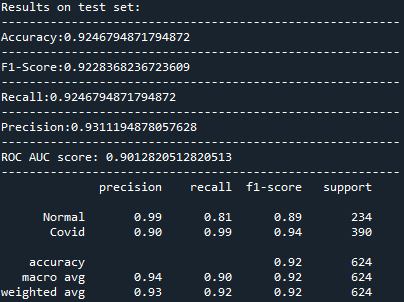 Results on test set:
------------------------------------------------------------
Accuracy:0.9246794871794872
------------------------------------------------------------
F1-Score:0.9228368236723609
------------------------------------------------------------
Recall:0.9246794871794872
------------------------------------------------------------
Precision:0.9311194878057628
------------------------------------------------------------
ROC AUC score: 0.9012820512820513
------------------------------------------------------------
precision recall f1-score support
Normal 0.99 0.81 0.89 234
Covid 0.90 0.99 0.94 390
accuracy 0.92 624
macro avg 0.94 0.90 0.92 624
weighted avg 0.93 0.92 0.92 624